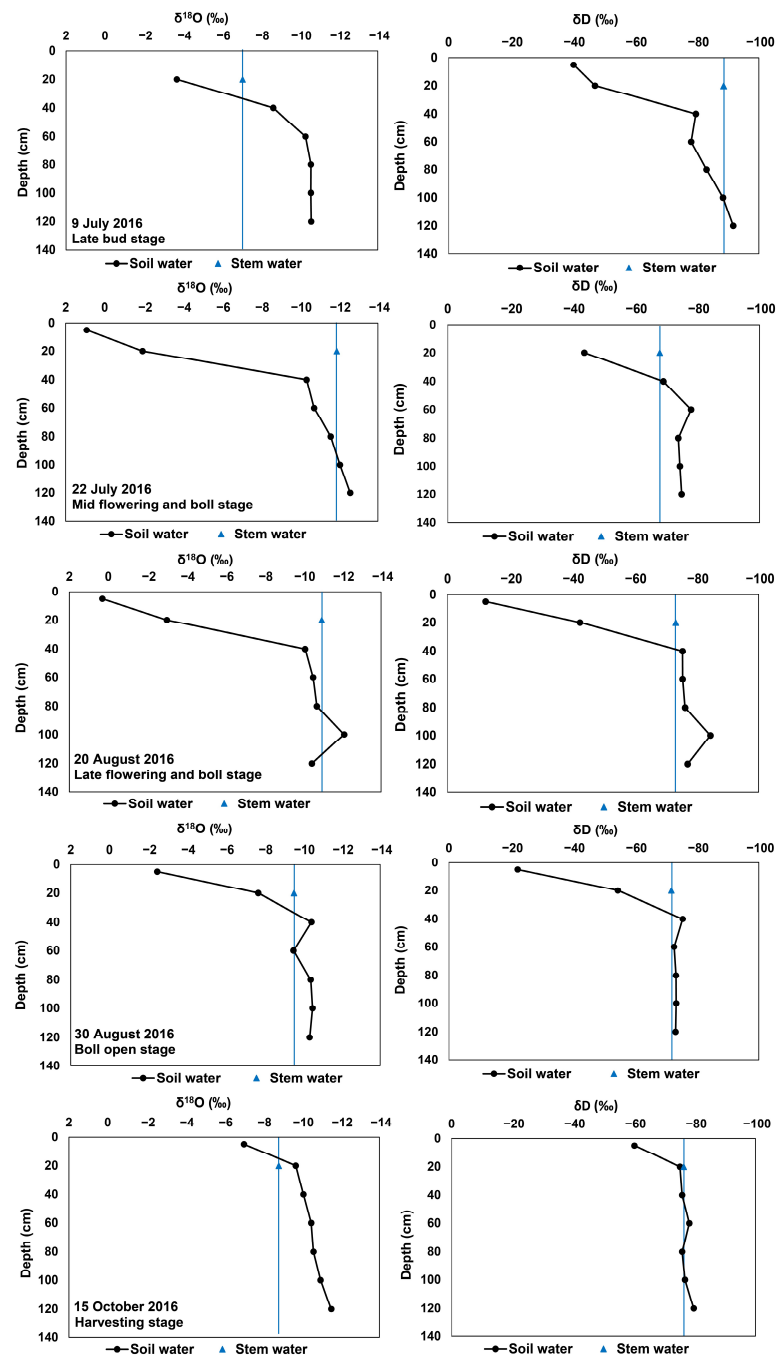 δ¹⁸O (‰)
2 −0 −2 −4 −6 −8 −10 −12 −14
Depth (cm)
0
20
40
60
80
100
120
140
9 July 2016
Late bud stage
Soil water Stem water
δD (‰)
0 −20 −40 −60 −80 −100
Depth (cm)
0
20
40
60
80
100
120
140
Soil water Stem water
δ¹⁸O (‰)
2 0 −2 −4 −6 −8 −10 −12 −14
Depth (cm)
0
20
40
60
80
100
120
140
22 July 2016
Mid flowering and boll stage
Soil water Stem water
δD (‰)
0 −20 −40 −60 −80 −100
Depth (cm)
0
20
40
60
80
100
120
140
Soil water Stem water
δ¹⁸O (‰)
2 0 −2 −4 −6 −8 −10 −12 −14
Depth (cm)
0
20
40
60
80
100
120
140
20 August 2016
Late flowering and boll stage
Soil water Stem water
δD (‰)
0 −20 −40 −60 −80 −100
Depth (cm)
0
20
40
60
80
100
120
140
Soil water Stem water
δ¹⁸O (‰)
2 0 −2 −4 −6 −8 −10 −12 −14
Depth (cm)
0
20
40
60
80
100
120
140
30 August 2016
Boll open stage
Soil water Stem water
δD (‰)
0 −20 −40 −60 −80 −100
Depth (cm)
0
20
40
60
80
100
120
140
Soil water Stem water
δ¹⁸O (‰)
2 0 −2 −4 −6 −8 −10 −12 −14
Depth (cm)
0
20
40
60
80
100
120
140
15 October 2016
Harvesting stage
Soil water Stem water
δD (‰)
0 −20 −40 −60 −80 −100
Depth (cm)
0
20
40
60
80
100
120
140
Soil water Stem water